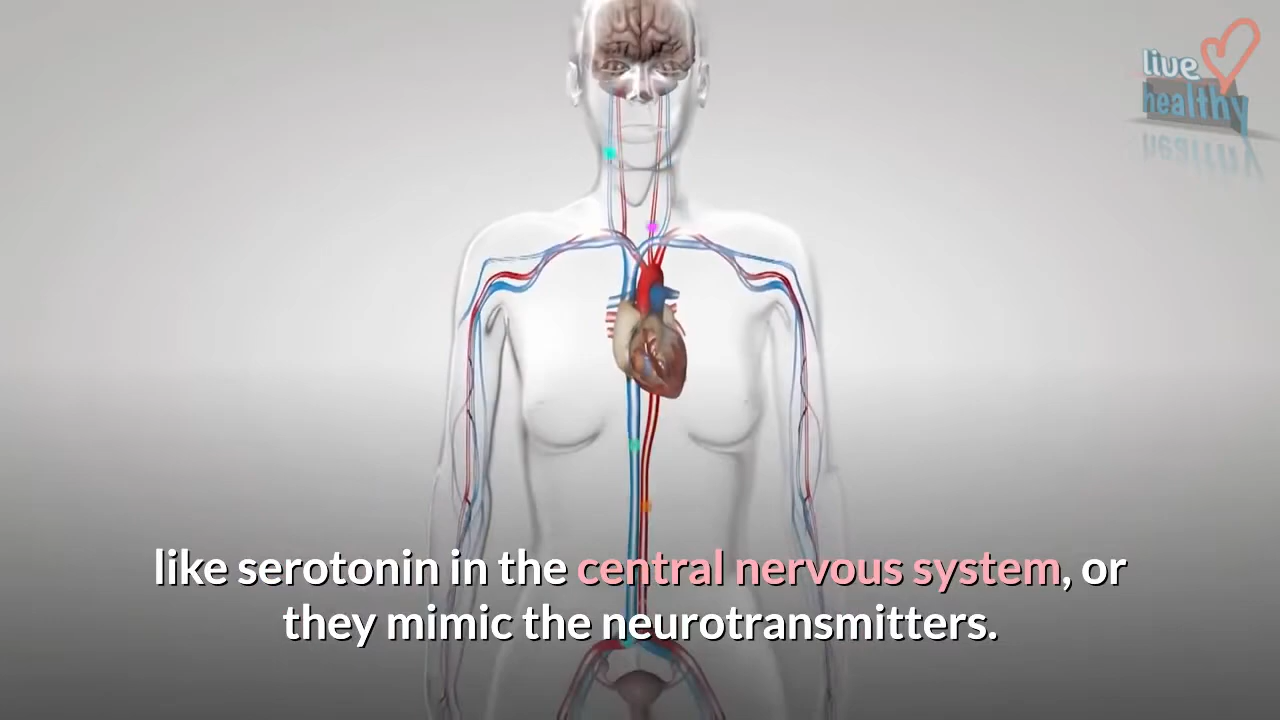 live
healthy
like serotonin in the central nervous system, or
they mimic the neurotransmitters.